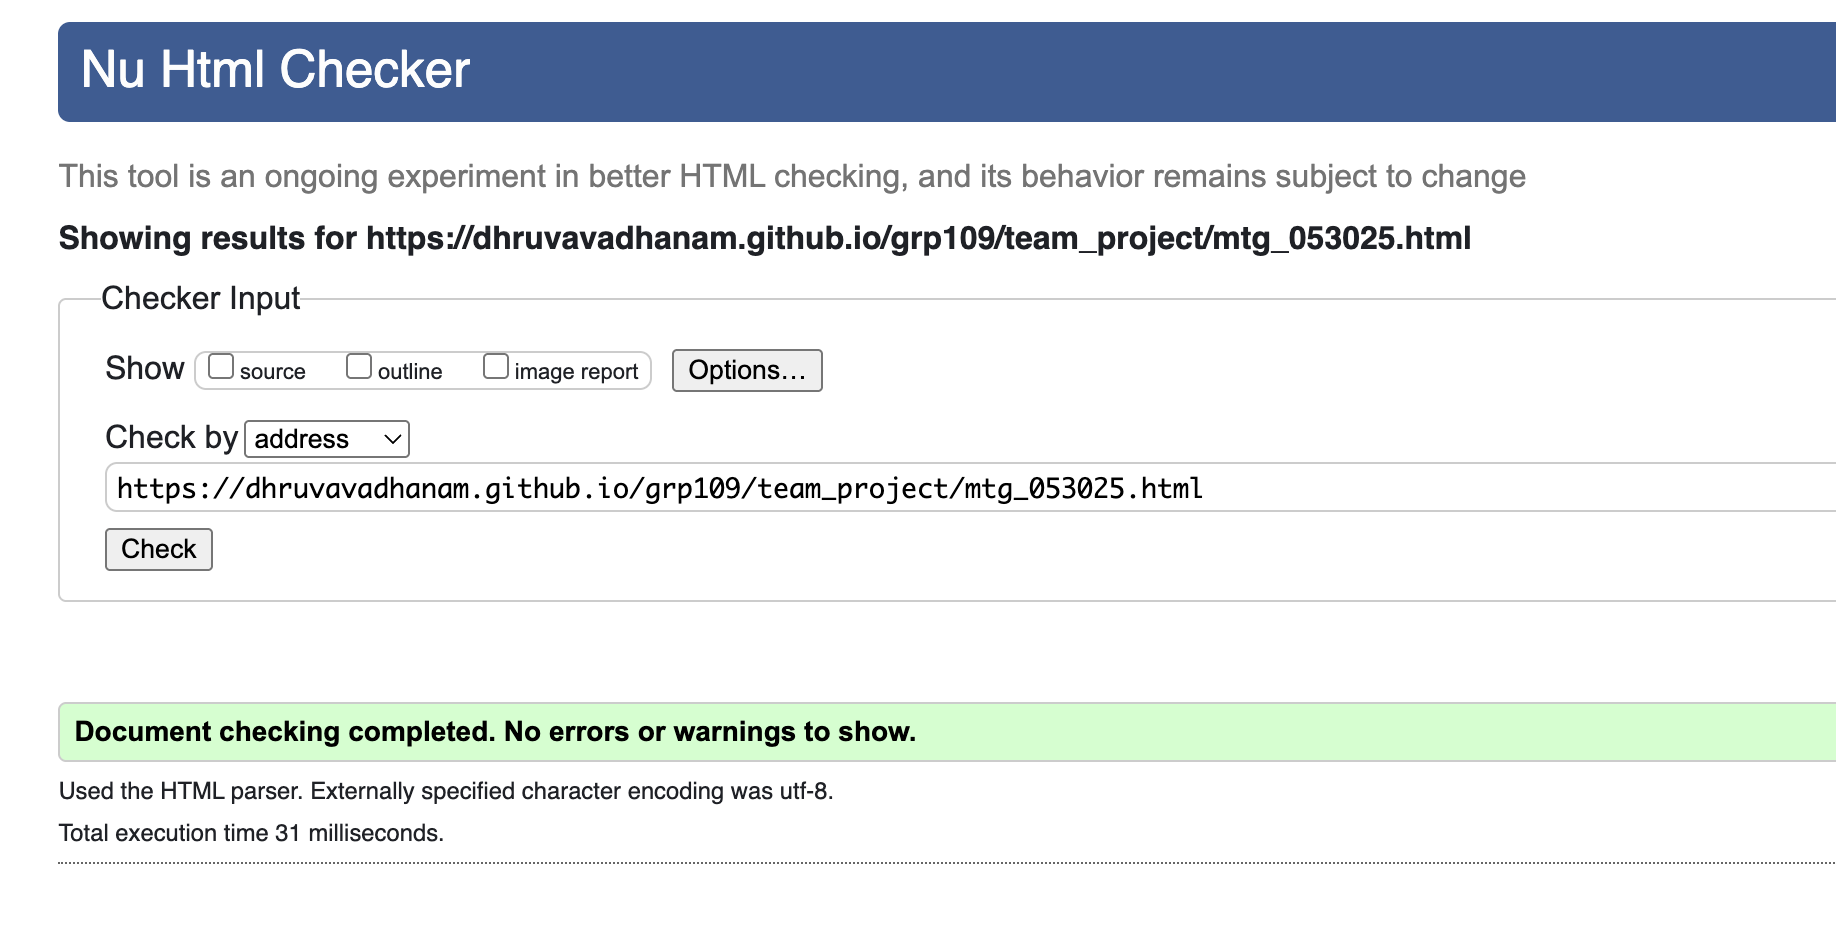 Nu Html Checker
This tool is an ongoing experiment in better HTML checking, and its behavior remains subject to change
Showing results for https://dhruvavadhanam.github.io/grp109/team_project/mtg_053025.html
Checker Input
Show source outline image report Options...
Check by address
https://dhruvavadhanam.github.io/grp109/team_project/mtg_053025.html
Check
Document checking completed. No errors or warnings to show.
Used the HTML parser. Externally specified character encoding was utf-8.
Total execution time 31 milliseconds.